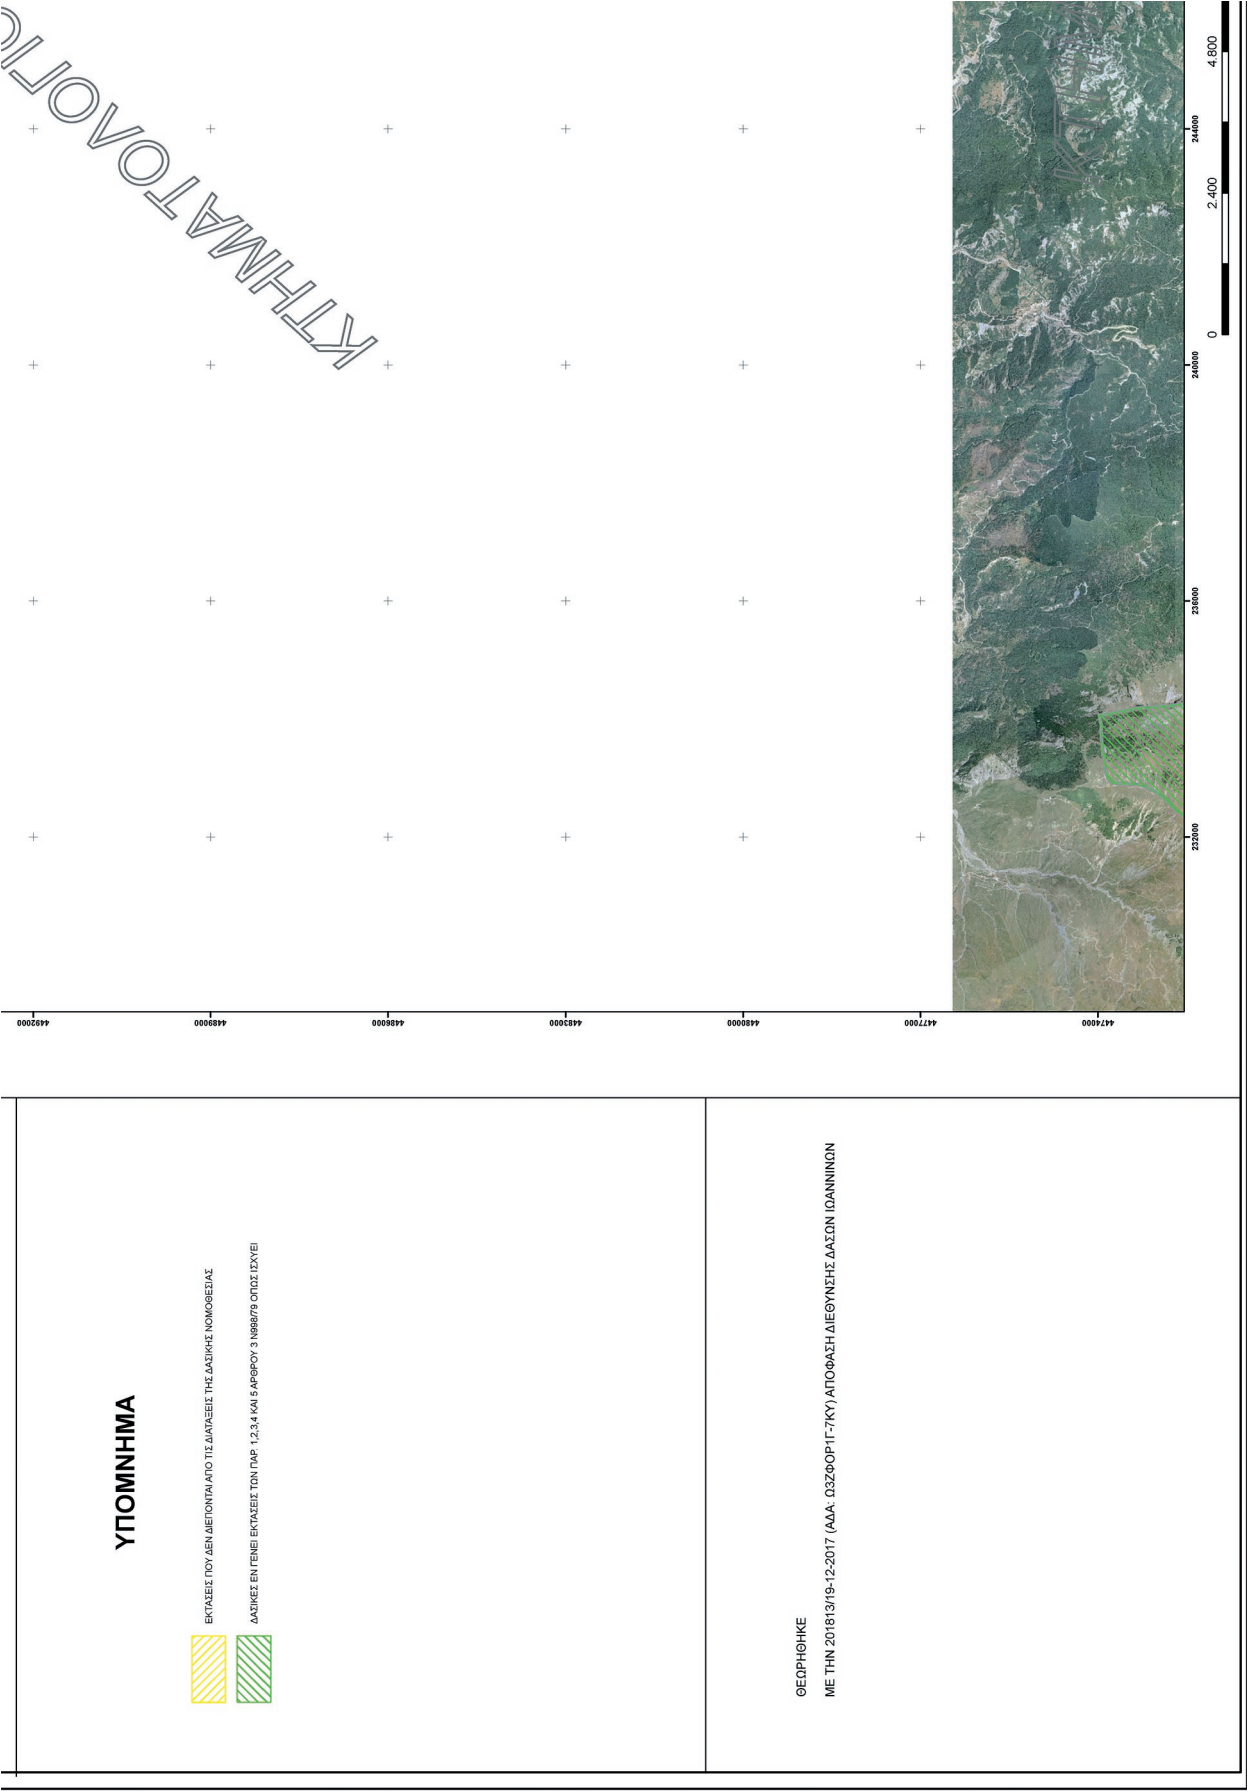 ΚΤΗΜΑΤΟΛΟΓΙΟ
4492000
4489000
4486000
4483000
4480000
4477000
4474000
232000
236000
240000
244000
0 2.400 4.800
ΥΠΟΜΝΗΜΑ
ΕΚΤΑΣΕΙΣ ΠΟΥ ΔΕΝ ΔΙΕΠΟΝΤΑΙ ΑΠΟ ΤΙΣ ΔΙΑΤΑΞΕΙΣ ΤΗΣ ΔΑΣΙΚΗΣ ΝΟΜΟΘΕΣΙΑΣ
ΔΑΣΙΚΕΣ ΕΝ ΓΕΝΕΙ ΕΚΤΑΣΕΙΣ ΤΩΝ ΠΑΡ. 1,2,3,4 ΚΑΙ 5 ΑΡΘΡΟΥ 3 Ν998/79 ΟΠΩΣ ΙΣΧΥΕΙ
ΘΕΩΡΗΘΗΚΕ
ΜΕ ΤΗΝ 201813/19-12-2017 (ΑΔΑ: Ω3ΖΦΟΡ1Γ-7ΚΥ) ΑΠΟΦΑΣΗ ΔΙΕΘΥΝΣΗΣ ΔΑΣΩΝ ΙΩΑΝΝΙΝΩΝ